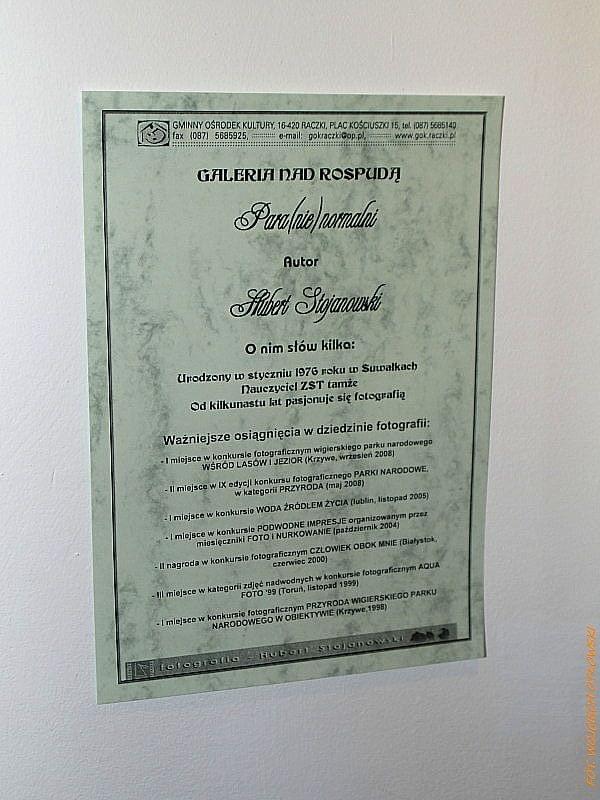 GMINNY OŚRODEK KULTURY, 16-420 RACZKI, PLAC KOŚCIUSZKI 15, tel. (087) 5685140
fax (087) 5685925, e-mail: gokraczki@op.pl, www.gok.raczki.pl
GALERIA NAD ROSPUDĄ
Para(nie)normalni
Autor
Hubert Stojanowski
O nim słów kilka:
Urodzony w styczniu 1976 roku w Suwałkach
Nauczyciel ZST tamże
Od kilkunastu lat pasjonuje się fotografią
Ważniejsze osiągnięcia w dziedzinie fotografii:
- I miejsce w konkursie fotograficznym wigierskiego parku narodowego
WŚRÓD LASÓW I JEZIOR (Krzywe, wrzesień 2008)
- II miejsce w IX edycji konkursu fotograficznego PARKI NARODOWE,
w kategorii PRZYRODA (maj 2008)
- I miejsce w konkursie WODA ŹRÓDŁEM ŻYCIA (lublin, listopad 2005)
- I miejsce w konkursie PODWODNE IMPRESJE organizowanym przez
miesięczniki FOTO I NURKOWANIE (październik 2004)
- II nagroda w konkursie fotograficznym CZŁOWIEK OBOK MNIE (Białystok,
czerwiec 2000)
- III miejsce w kategorii zdjęć nadwodnych w konkursie fotograficznym AQUA
FOTO '99 (Toruń, listopad 1999)
- I miejsce w konkursie fotograficznym PRZYRODA WIGIERSKIEGO PARKU
NARODOWEGO W OBIEKTYWIE (Krzywe,1998)
fotografia - Hubert Stojanowski
FOT. WOJCIECH OTŁOWSKI